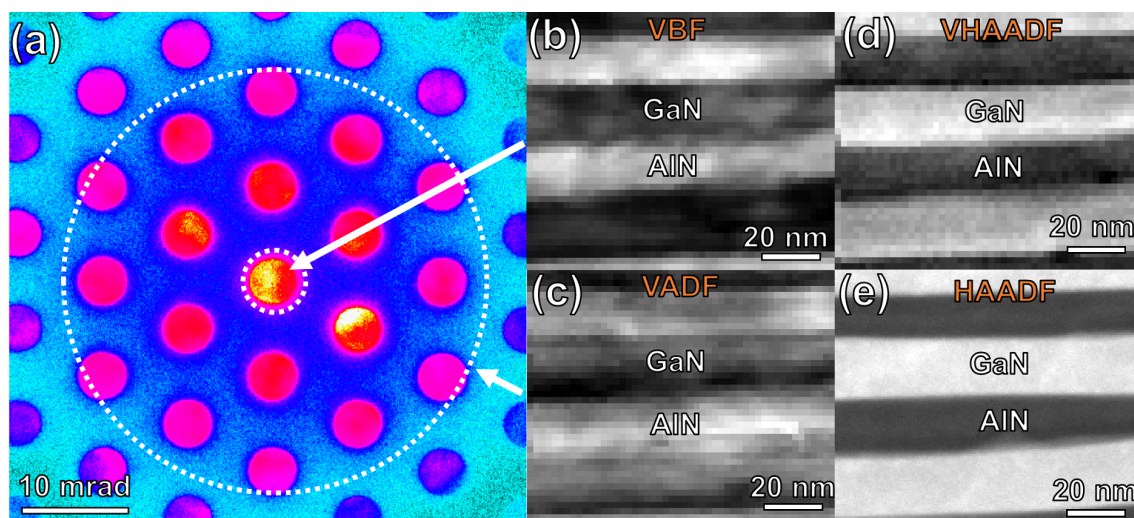 (a)
10 mrad
(b)
VBF
GaN
AlN
20 nm
(c)
VADF
GaN
AlN
20 nm
(d)
VHAADF
GaN
AlN
20 nm
(e)
HAADF
GaN
AlN
20 nm